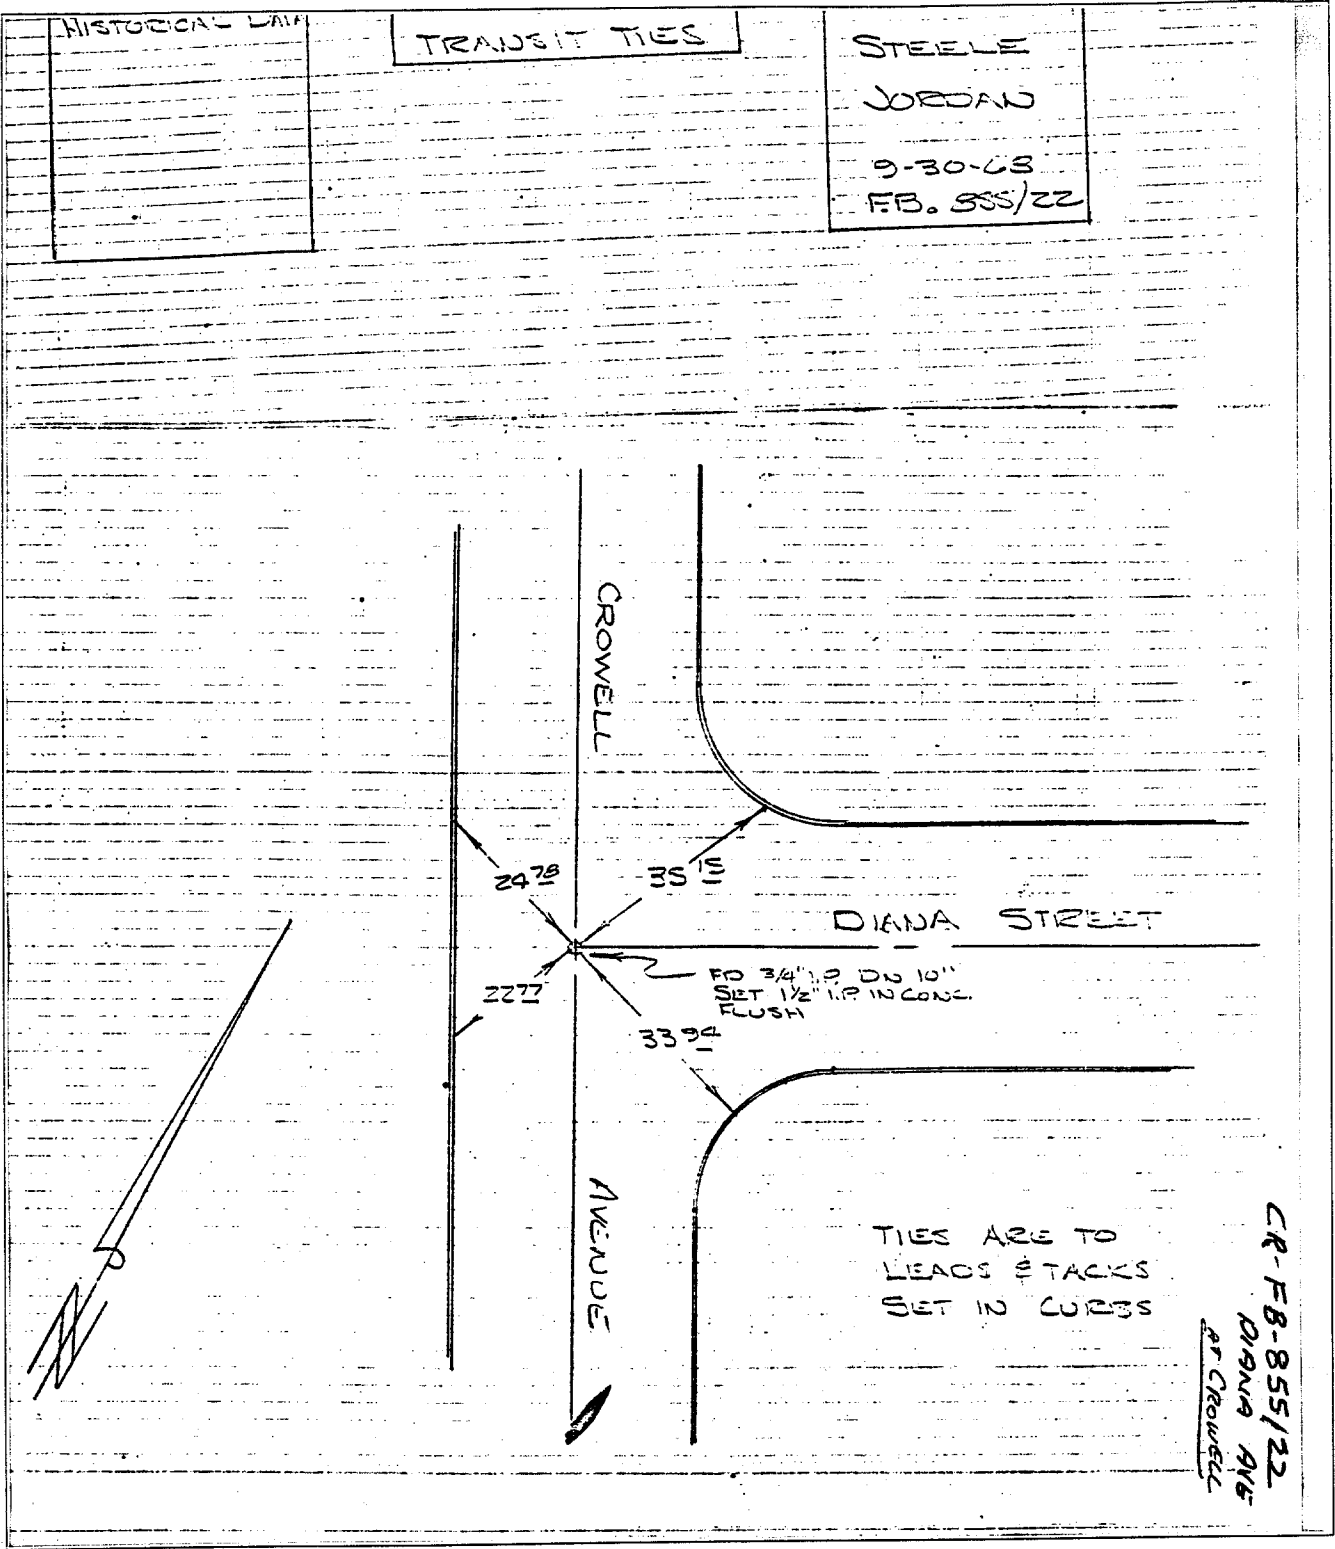 HISTORICAL DATA
TRANSIT TIES
STEELE
JORDAN
9-30-63
F.B. 855/22
CROWELL
24 78
35 15
DIANA STREET
FD 3/4" I.P. DN 10"
SET 1½" I.P. IN CONC.
FLUSH
22 77
33 94
AVENUE
TIES ARE TO
LEADS & TACKS
SET IN CURBS
N
CR-FB-855/22
DIANA AVE
AT CROWELL